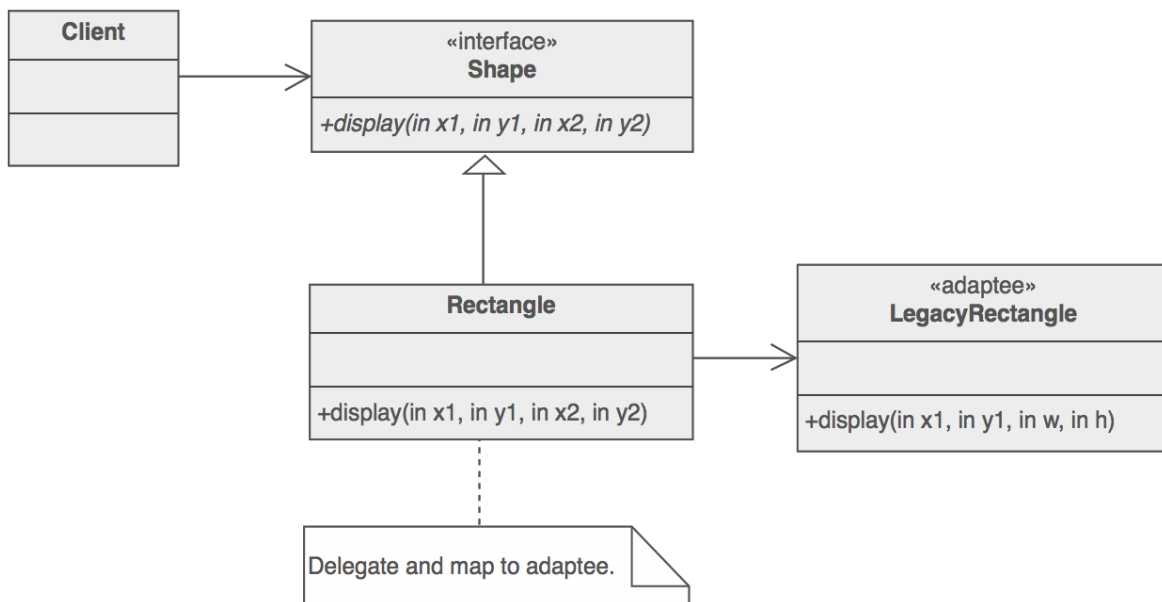 Client
«interface»
Shape
+display(in x1, in y1, in x2, in y2)
Rectangle
+display(in x1, in y1, in x2, in y2)
«adaptee»
LegacyRectangle
+display(in x1, in y1, in w, in h)
Delegate and map to adaptee.